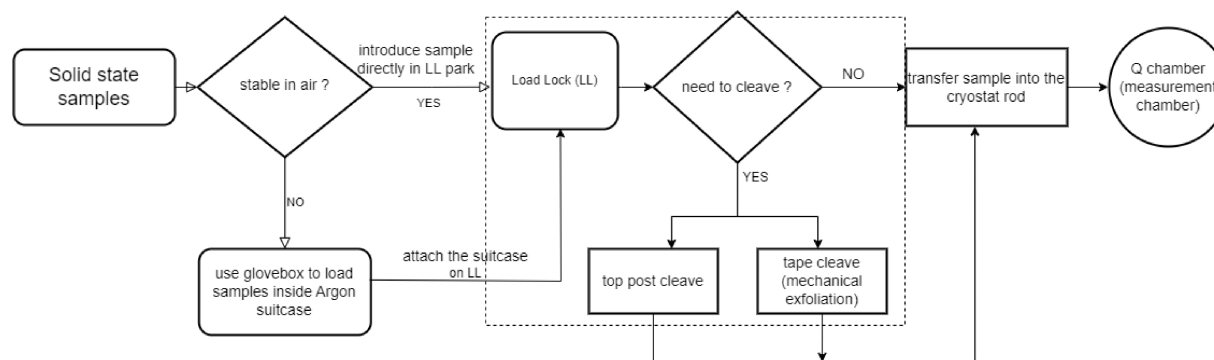 Solid state
samples
stable in air ?
introduce sample
directly in LL park
YES
NO
use glovebox to load
samples inside Argon
suitcase
attach the suitcase
on LL
Load Lock (LL)
need to cleave ?
NO
YES
top post cleave
tape cleave
(mechanical
exfoliation)
transfer sample into the
cryostat rod
Q chamber
(measurement
chamber)